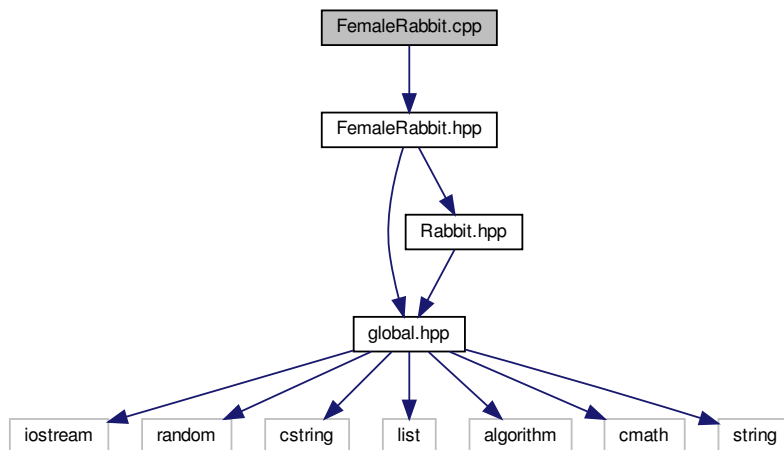 FemaleRabbit.cpp
FemaleRabbit.hpp
Rabbit.hpp
global.hpp
iostream
random
cstring
list
algorithm
cmath
string